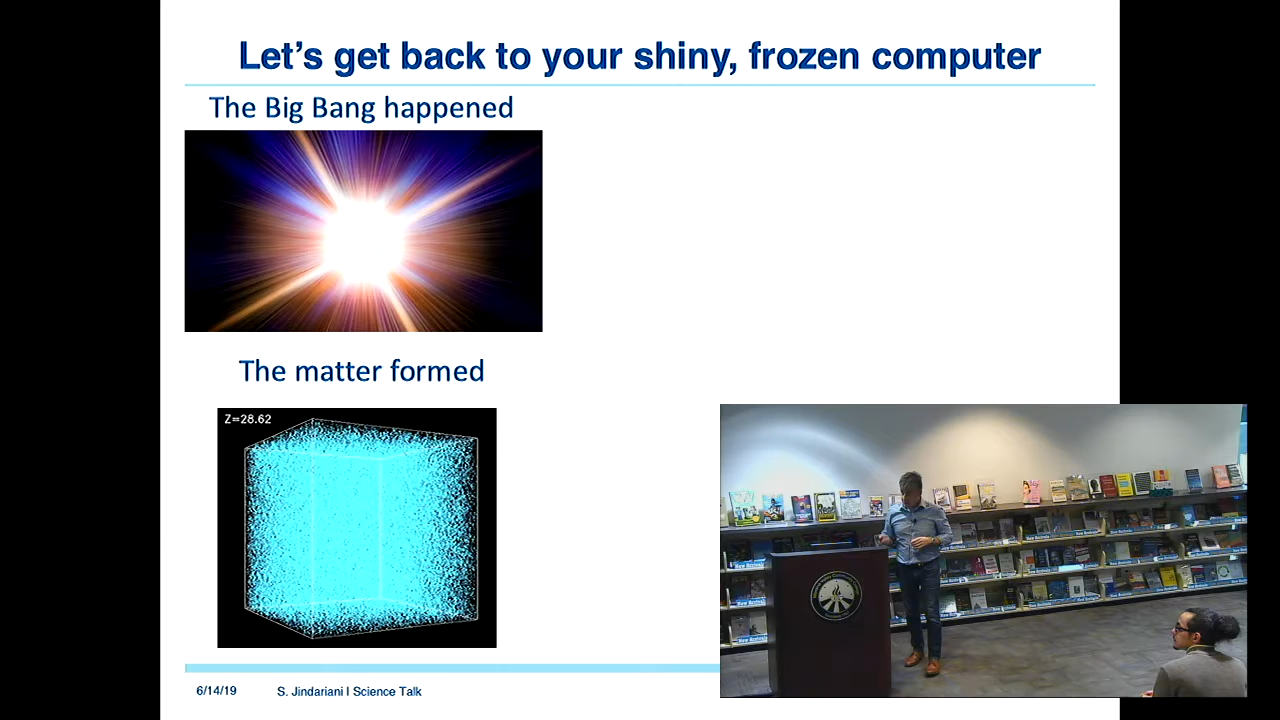 Let's get back to your shiny, frozen computer
The Big Bang happened
The matter formed
Z=28.62
6/14/19
S. Jindariani | Science Talk